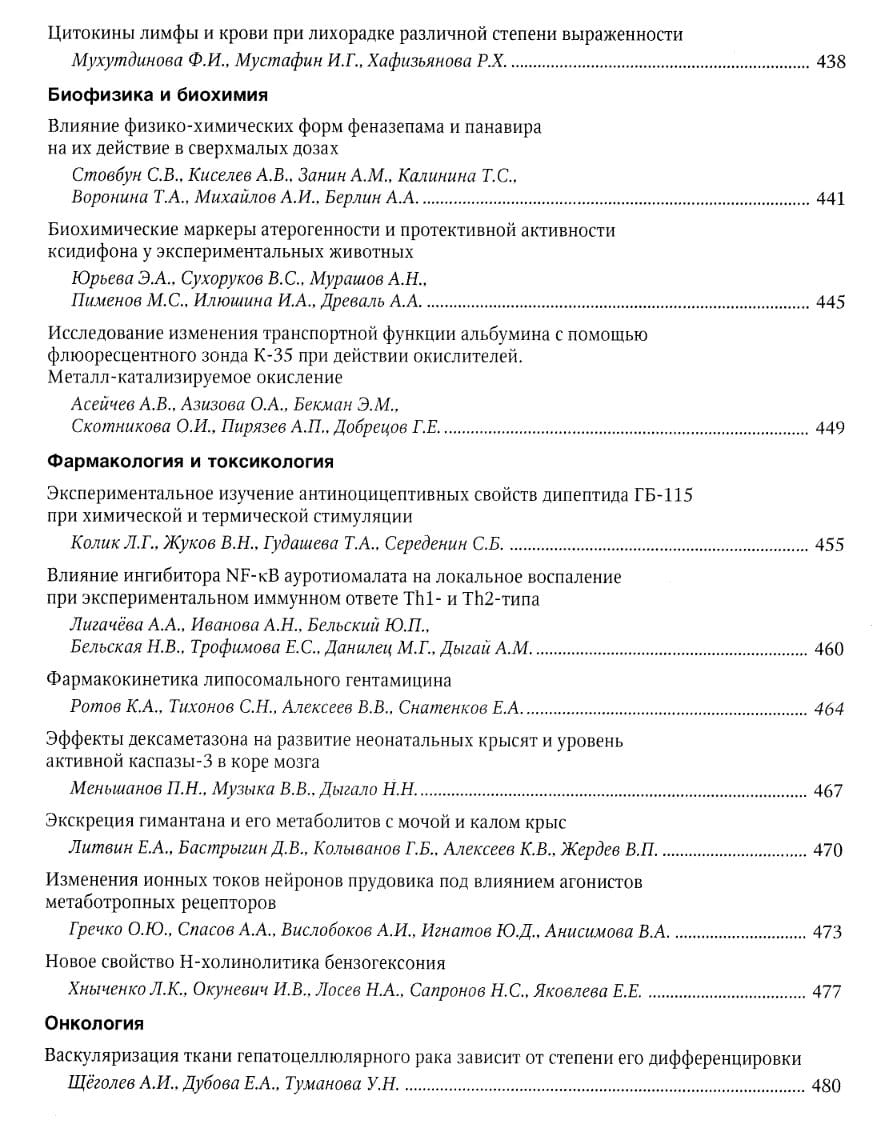 Цитокины лимфы и крови при лихорадке различной степени выраженности
Мухутдинова Ф.И., Мустафин И.Г., Хафизьянова Р.Х. ........ 438
Биофизика и биохимия
Влияние физико-химических форм феназепама и панавира
на их действие в сверхмалых дозах
Стовбун С.В., Киселев А.В., Занин А.М., Калинина Т.С.,
Воронина Т.А., Михайлов А.И., Берлин А.А. ........ 441
Биохимические маркеры атерогенности и протективной активности
ксидифона у экспериментальных животных
Юрьева Э.А., Сухоруков В.С., Мурашов А.Н.,
Пименов М.С., Илюшина И.А., Древаль А.А. ........ 445
Исследование изменения транспортной функции альбумина с помощью
флюоресцентного зонда К-35 при действии окислителей.
Металл-катализируемое окисление
Асейчев А.В., Азизова О.А., Бекман Э.М.,
Скотникова О.И., Пирязев А.П., Добрецов Г.Е. ........ 449
Фармакология и токсикология
Экспериментальное изучение антиноцицептивных свойств дипептида ГБ-115
при химической и термической стимуляции
Колик Л.Г., Жуков В.Н., Гудашева Т.А., Середенин С.Б. ........ 455
Влияние ингибитора NF-κB ауротиомалата на локальное воспаление
при экспериментальном иммунном ответе Th1- и Th2-типа
Лигачёва А.А., Иванова А.Н., Бельский Ю.П.,
Бельская Н.В., Трофимова Е.С., Данилец М.Г., Дыгай А.М. ........ 460
Фармакокинетика липосомального гентамицина
Ротов К.А., Тихонов С.Н., Алексеев В.В., Снатенков Е.А. ........ 464
Эффекты дексаметазона на развитие неонатальных крысят и уровень
активной каспазы-3 в коре мозга
Меньшанов П.Н., Музыка В.В., Дыгало Н.Н. ........ 467
Экскреция гимантана и его метаболитов с мочой и калом крыс
Литвин Е.А., Бастрыгин Д.В., Колыванов Г.Б., Алексеев К.В., Жердев В.П. ........ 470
Изменения ионных токов нейронов прудовика под влиянием агонистов
метаботропных рецепторов
Гречко О.Ю., Спасов А.А., Вислобоков А.И., Игнатов Ю.Д., Анисимова В.А. ........ 473
Новое свойство Н-холинолитика бензогексония
Хныченко Л.К., Окуневич И.В., Лосев Н.А., Сапронов Н.С., Яковлева Е.Е. ........ 477
Онкология
Васкуляризация ткани гепатоцеллюлярного рака зависит от степени его дифференцировки
Щёголев А.И., Дубова Е.А., Туманова У.Н. ........ 480